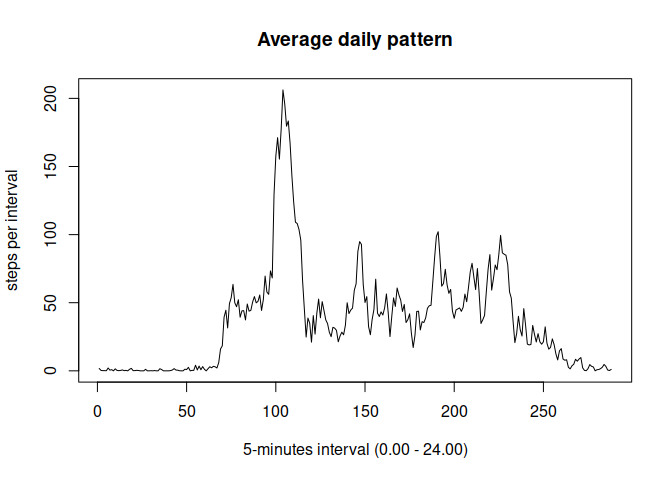 Average daily pattern
steps per interval
200
150
100
50
0
0 50 100 150 200 250
5-minutes interval (0.00 - 24.00)